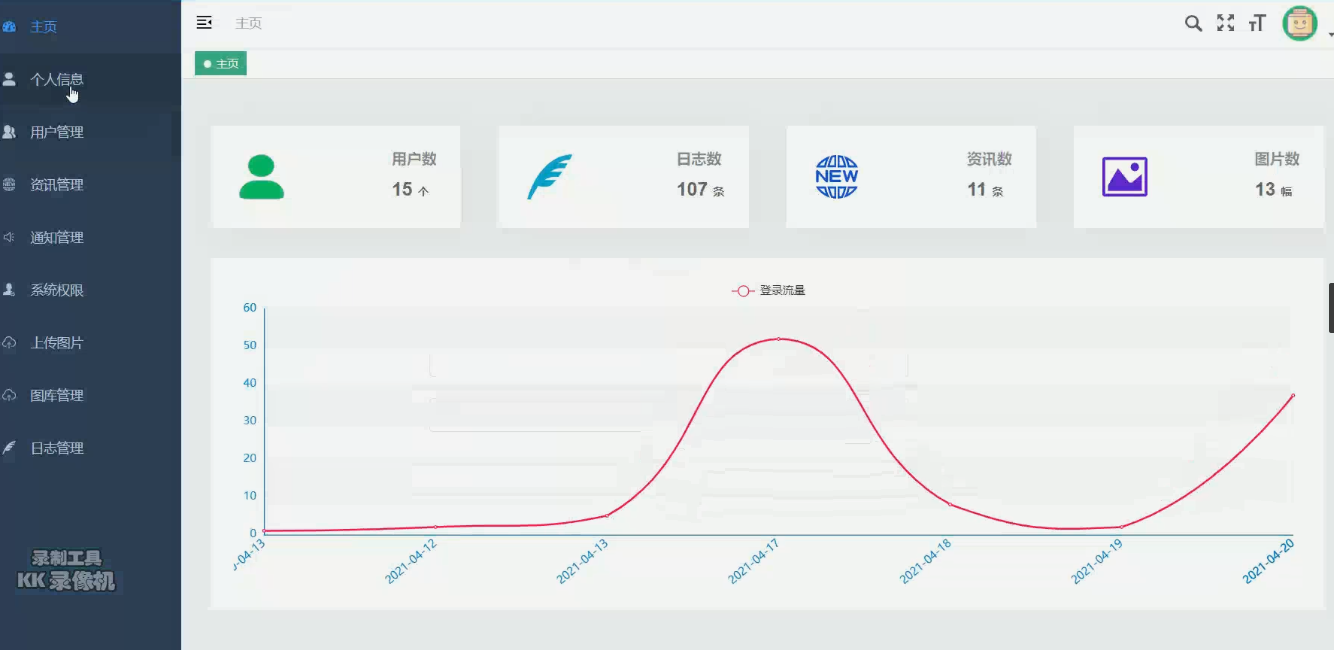 主页
个人信息
用户管理
资讯管理
通知管理
系统权限
上传图片
图库管理
日志管理
录制工具
KK 录像机
主页
主页
用户数
15 个
日志数
107 条
NEW
资讯数
11 条
图片数
13 幅
登录流量
60
50
40
30
20
10
0
-04-13
2021-04-12
2021-04-13
2021-04-17
2021-04-18
2021-04-19
2021-04-20